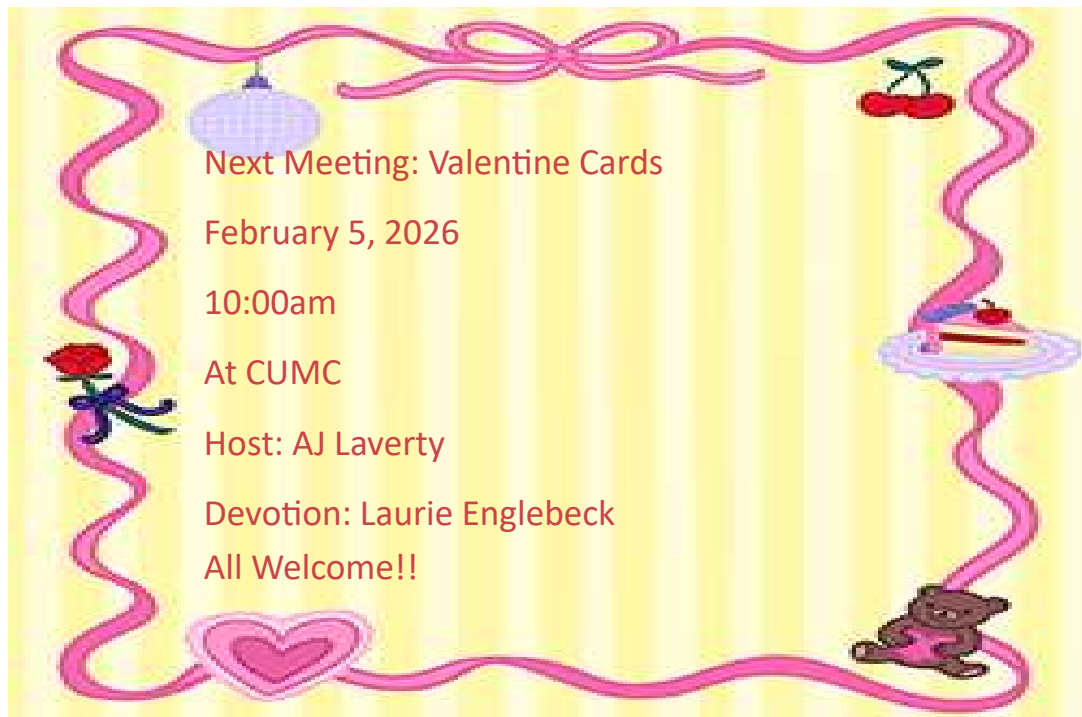 Next Meeting: Valentine Cards
February 5, 2026
10:00am
At CUMC
Host: AJ Laverty
Devotion: Laurie Englebeck
All Welcome!!